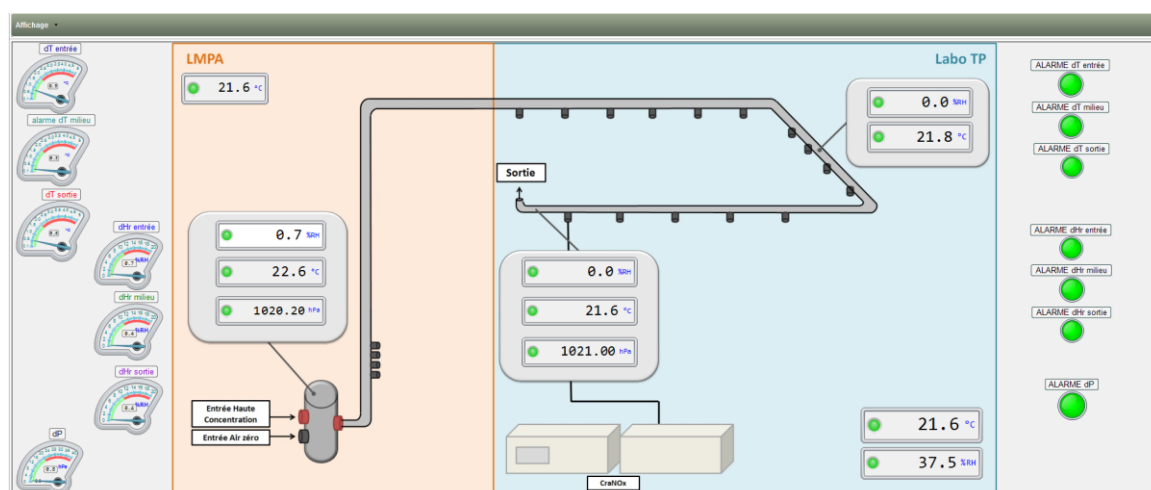 Affichage
dT entrée
alarme dT milieu
dT sortie
dHr entrée
dHr milieu
dHr sortie
dP
LMPA
21.6 °C
0.7 %RH
22.6 °C
1020.20 hPa
Entrée Haute
Concentration
Entrée Air zéro
Labo TP
0.0 %RH
21.8 °C
Sortie
0.0 %RH
21.6 °C
1021.00 hPa
CraNOx
21.6 °C
37.5 %RH
ALARME dT entrée
ALARME dT milieu
ALARME dT sortie
ALARME dHr entrée
ALARME dHr milieu
ALARME dHr sortie
ALARME dP